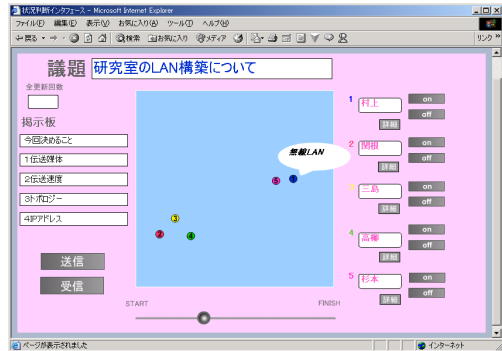 状況判断インタフェース - Microsoft Internet Explorer
ファイル(F) 編集(E) 表示(V) お気に入り(A) ツール(T) ヘルプ(H)
戻る 検索 お気に入り メディア リンク
議題 研究室のLAN構築について
全更新回数
掲示板
今回決めること
1伝送媒体
2伝送速度
3トポロジー
4IPアドレス
送信
受信
無線LAN
5 1
3
2 4
START FINISH
1 村上 on
off
詳細
2 関根 on
off
詳細
3 三島 on
off
詳細
4 高柳 on
off
詳細
5 杉本 on
off
詳細
ページが表示されました インターネット